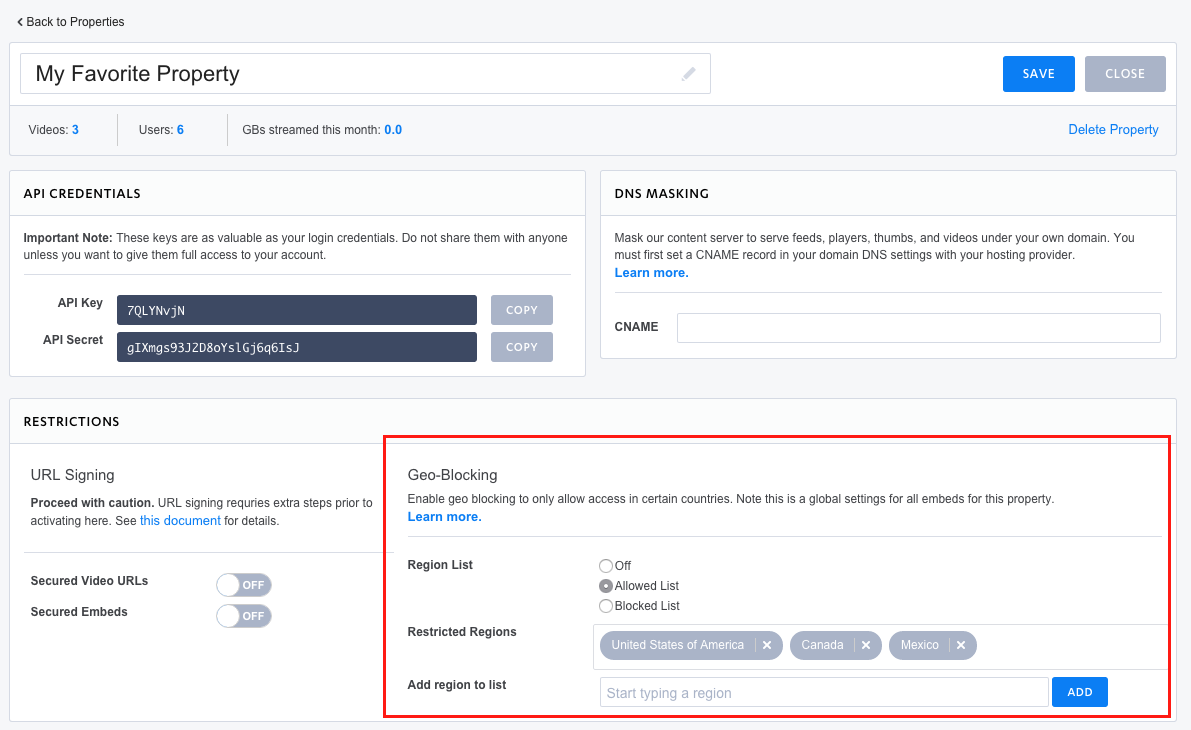 Back to Properties
My Favorite Property
SAVE
CLOSE
Videos: 3
Users: 6
GBs streamed this month: 0.0
Delete Property
API CREDENTIALS
Important Note: These keys are as valuable as your login credentials. Do not share them with anyone
unless you want to give them full access to your account.
API Key
7QLYNvjN
COPY
API Secret
gIXmgs93JZD8oYslGj6q6IsJ
COPY
DNS MASKING
Mask our content server to serve feeds, players, thumbs, and videos under your own domain. You
must first set a CNAME record in your domain DNS settings with your hosting provider.
Learn more.
CNAME
RESTRICTIONS
URL Signing
Proceed with caution. URL signing requries extra steps prior to
activating here. See this document for details.
Secured Video URLs
OFF
Secured Embeds
OFF
Geo-Blocking
Enable geo blocking to only allow access in certain countries. Note this is a global settings for all embeds for this property.
Learn more.
Region List
Off
Allowed List
Blocked List
Restricted Regions
United States of America
Canada
Mexico
Add region to list
Start typing a region
ADD